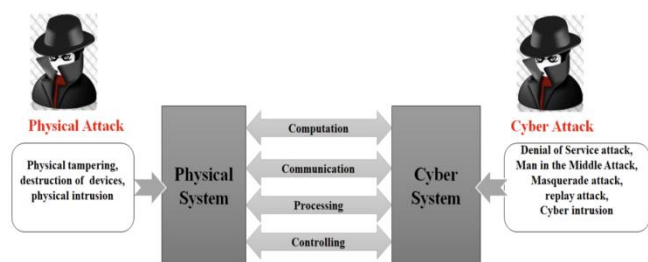 Physical Attack
Physical tampering,
destruction of devices,
physical intrusion
Physical
System
Computation
Communication
Processing
Controlling
Cyber
System
Cyber Attack
Denial of Service attack,
Man in the Middle Attack,
Masquerade attack,
replay attack,
Cyber intrusion